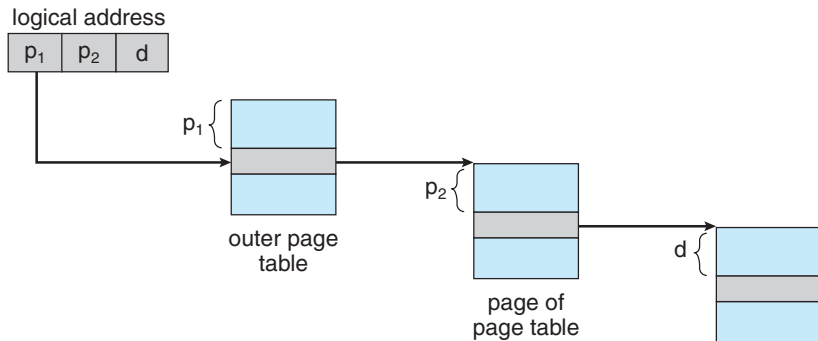 logical address
p₁ p₂ d
p₁
outer page
table
p₂
page of
page table
d